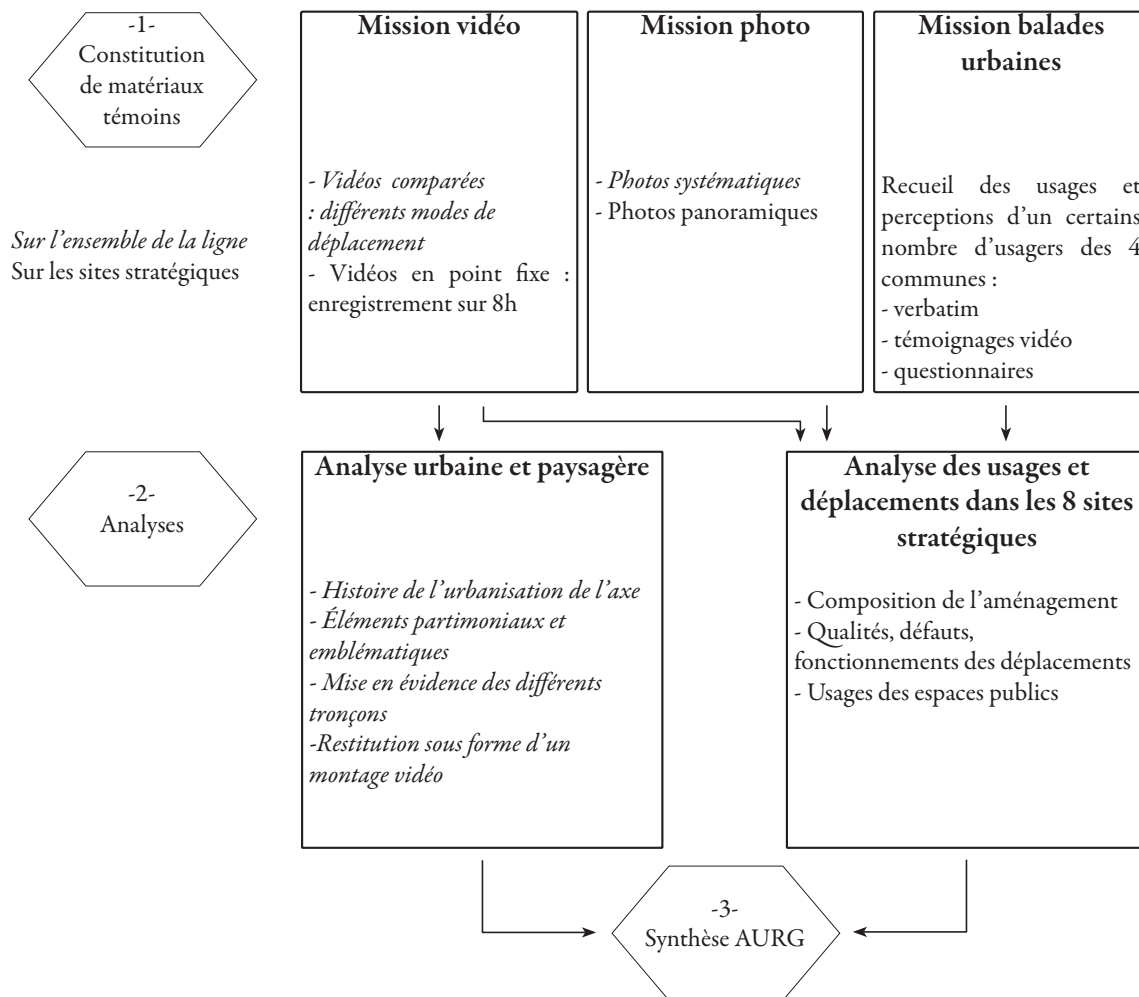 -1-
Constitution
de matériaux
témoins
Sur l'ensemble de la ligne
Sur les sites stratégiques
Mission vidéo
- Vidéos comparées
: différents modes de
déplacement
- Vidéos en point fixe :
enregistrement sur 8h
Mission photo
- Photos systématiques
- Photos panoramiques
Mission balades
urbaines
Recueil des usages et
perceptions d'un certains
nombre d'usagers des 4
communes :
- verbatim
- témoignages vidéo
- questionnaires
-2-
Analyses
Analyse urbaine et paysagère
- Histoire de l'urbanisation de l'axe
- Éléments partimoniaux et
emblématiques
- Mise en évidence des différents
tronçons
-Restitution sous forme d'un
montage vidéo
Analyse des usages et
déplacements dans les 8 sites
stratégiques
- Composition de l'aménagement
- Qualités, défauts,
fonctionnements des déplacements
- Usages des espaces publics
-3-
Synthèse AURG